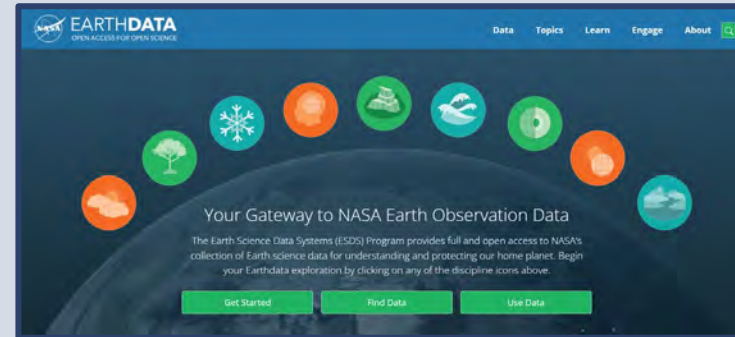 NASA
EARTHDATA
OPEN ACCESS FOR OPEN SCIENCE
Data Topics Learn Engage About
Your Gateway to NASA Earth Observation Data
The Earth Science Data Systems (ESDS) Program provides full and open access to NASA's
collection of Earth science data for understanding and protecting our home planet. Begin
your Earthdata exploration by clicking on any of the discipline icons above.
Get Started Find Data Use Data